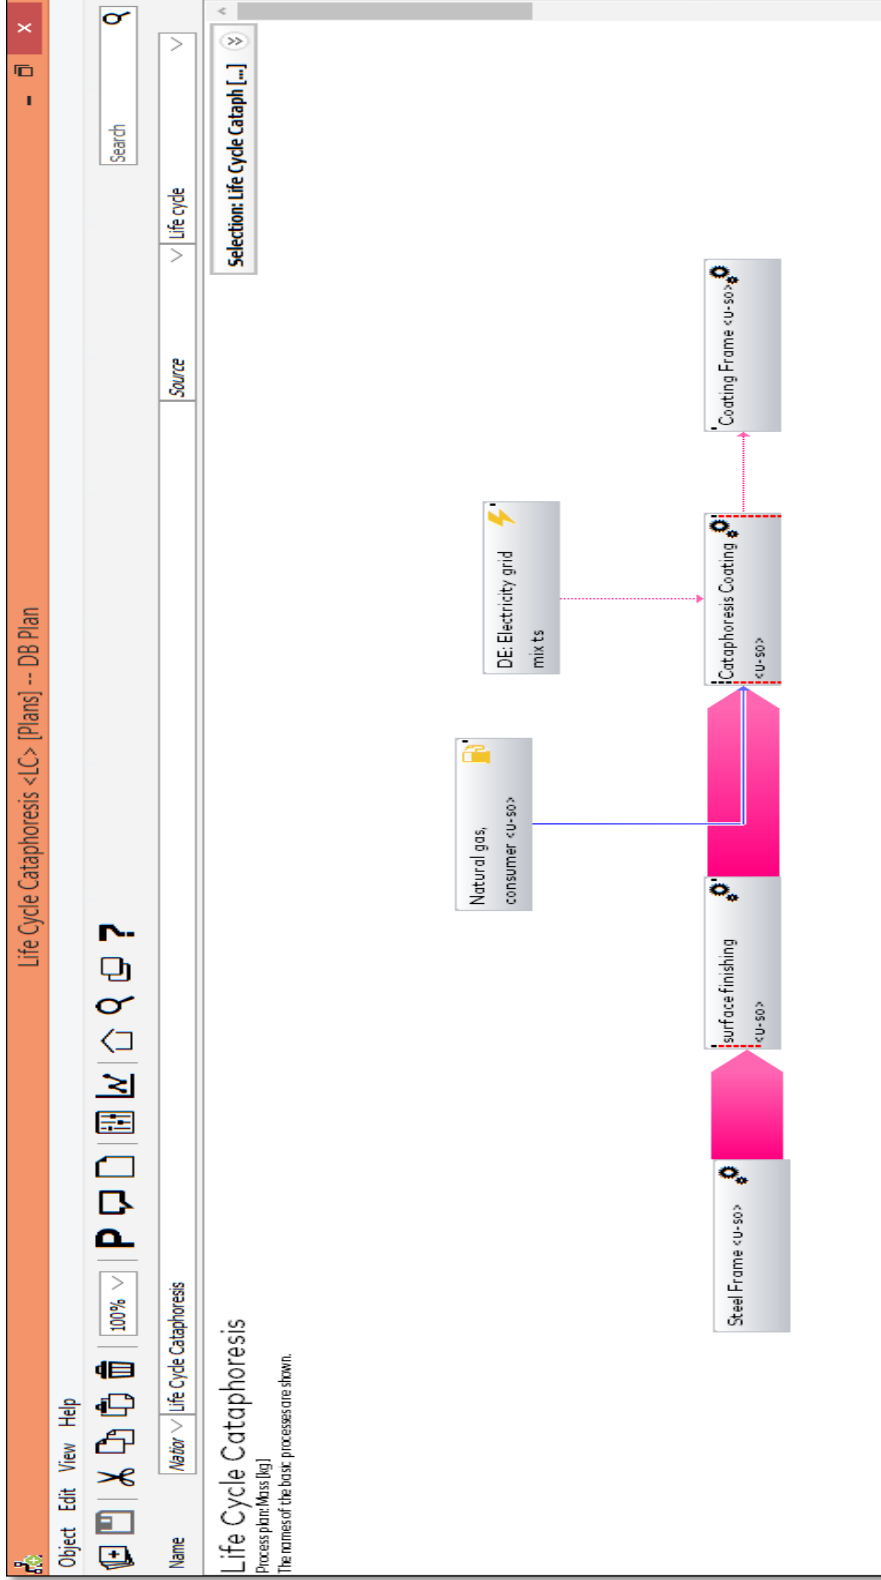 Life Cycle Cataphoresis <LC> [Plans] -- DB Plan
x
Object Edit View Help
100%
P
?
Search
Name
Nation
Life Cycle Cataphoresis
Source
Life cycle
Life Cycle Cataphoresis
Process plan: Mass [kg]
The names of the basic processes are shown.
Selection: Life Cycle Cataph [...]
Natural gas,
consumer <u-so>
DE: Electricity grid
mix ts
Steel Frame <u-so>
surface finishing
<u-so>
Cataphoresis Coating
<u-so>
Coating Frame <u-so>